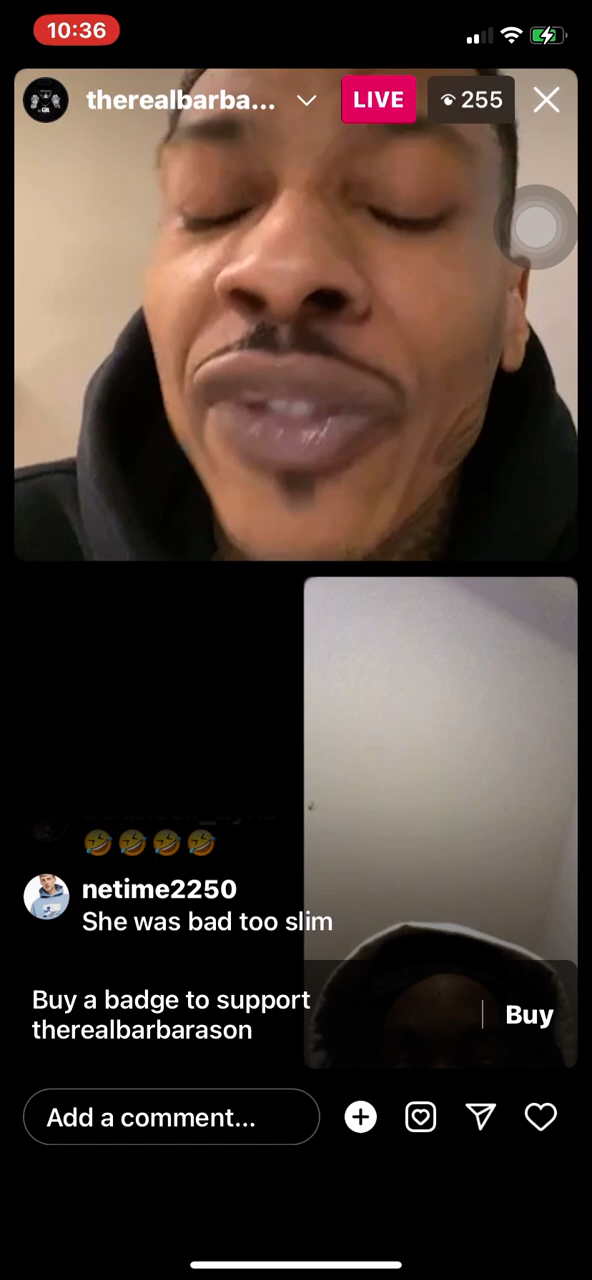 10:36
therealbarba...
LIVE
255
🤣🤣🤣🤣
netime2250
She was bad too slim
Buy a badge to support
therealbarbarason
Buy
Add a comment...